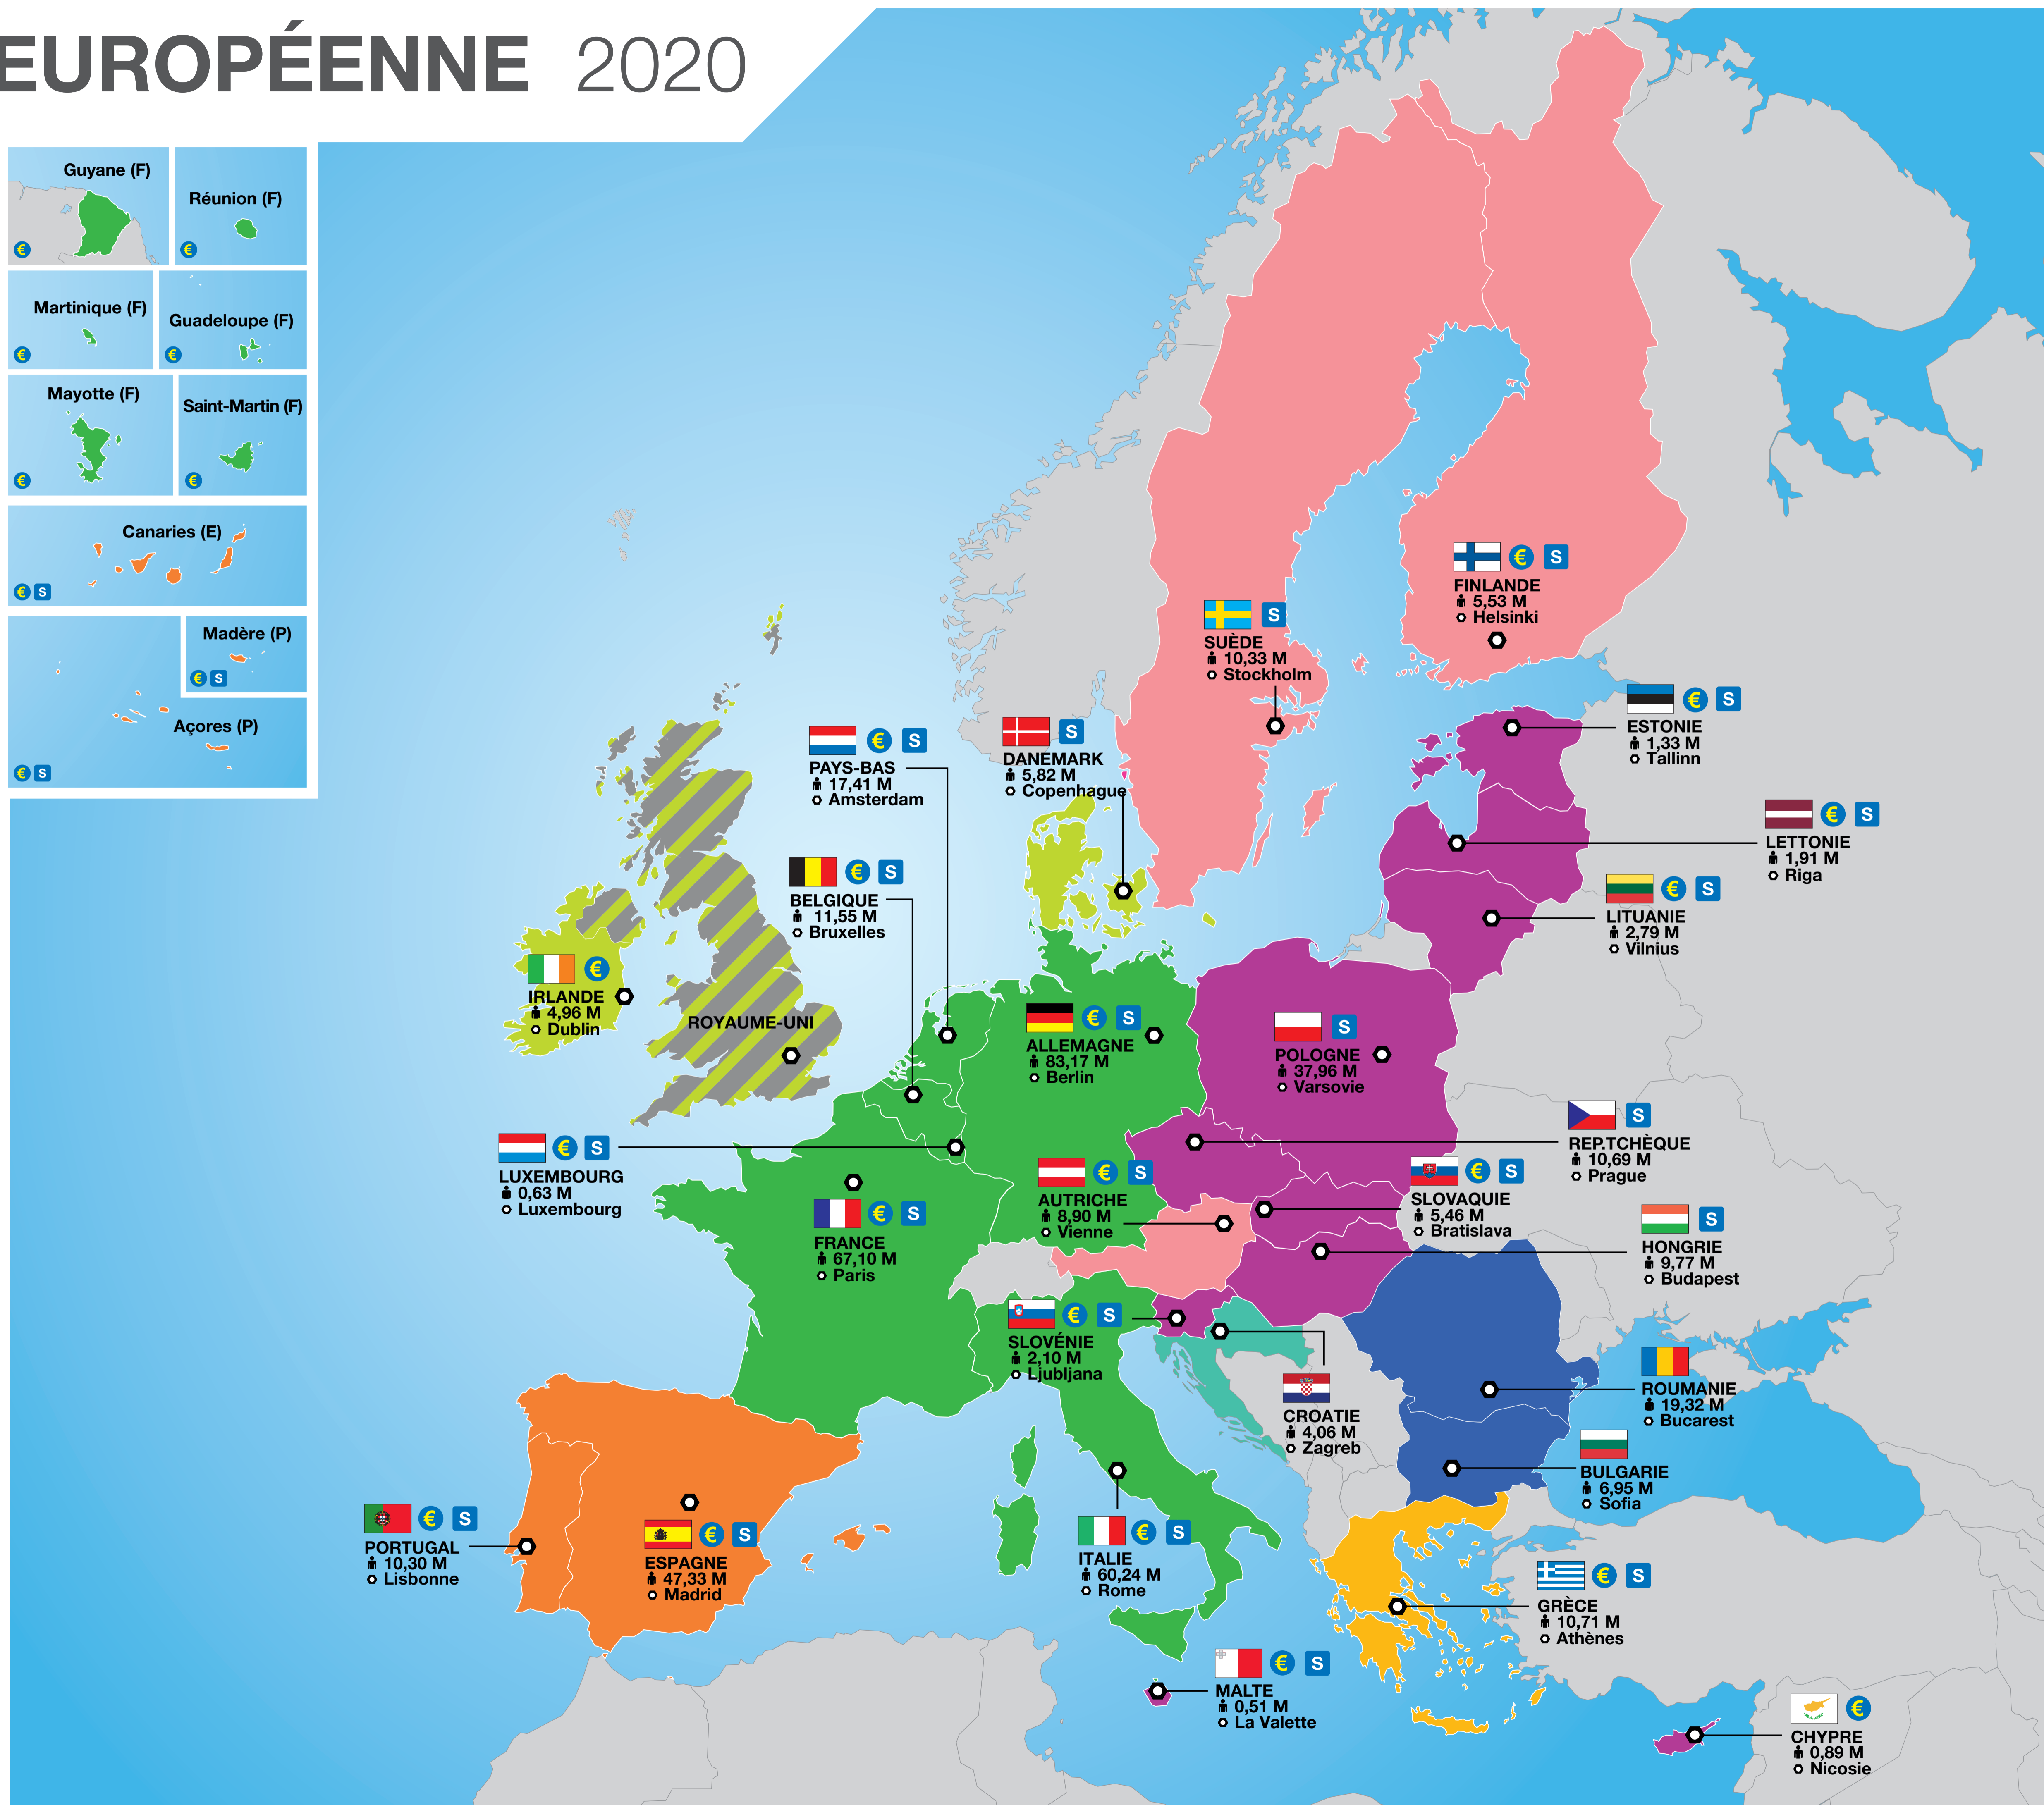 EUROPÉENNE 2020
Guyane (F)
€
Réunion (F)
€
Martinique (F)
€
Guadeloupe (F)
€
Mayotte (F)
€
Saint-Martin (F)
€
Canaries (E)
€ S
Madère (P)
€ S
Açores (P)
€ S
€ S
FINLANDE
5,53 M
Helsinki
S
SUÈDE
10,33 M
Stockholm
€ S
ESTONIE
1,33 M
Tallinn
€ S
PAYS-BAS
17,41 M
Amsterdam
S
DANEMARK
5,82 M
Copenhague
€ S
LETTONIE
1,91 M
Riga
€ S
BELGIQUE
11,55 M
Bruxelles
€ S
LITUANIE
2,79 M
Vilnius
€
IRLANDE
4,96 M
Dublin
ROYAUME-UNI
€ S
ALLEMAGNE
83,17 M
Berlin
S
POLOGNE
37,96 M
Varsovie
S
REP.TCHÈQUE
10,69 M
Prague
€ S
LUXEMBOURG
0,63 M
Luxembourg
€ S
AUTRICHE
8,90 M
Vienne
€ S
SLOVAQUIE
5,46 M
Bratislava
€ S
FRANCE
67,10 M
Paris
S
HONGRIE
9,77 M
Budapest
€ S
SLOVÉNIE
2,10 M
Ljubljana
CROATIE
4,06 M
Zagreb
ROUMANIE
19,32 M
Bucarest
BULGARIE
6,95 M
Sofia
€ S
PORTUGAL
10,30 M
Lisbonne
€ S
ESPAGNE
47,33 M
Madrid
€ S
ITALIE
60,24 M
Rome
€ S
GRÈCE
10,71 M
Athènes
€ S
MALTE
0,51 M
La Valette
€
CHYPRE
0,89 M
Nicosie